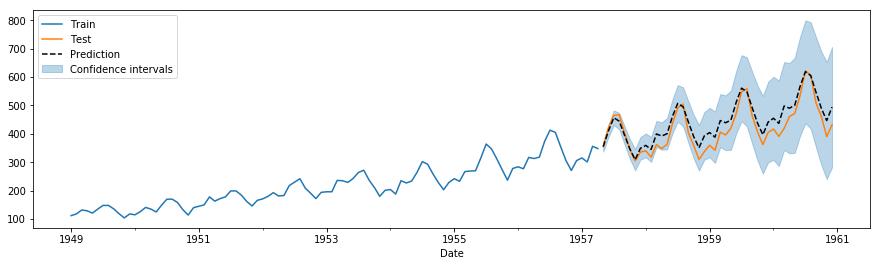 800
700
600
500
400
300
200
100
Train
Test
Prediction
Confidence intervals
1949 1951 1953 1955 1957 1959 1961
Date